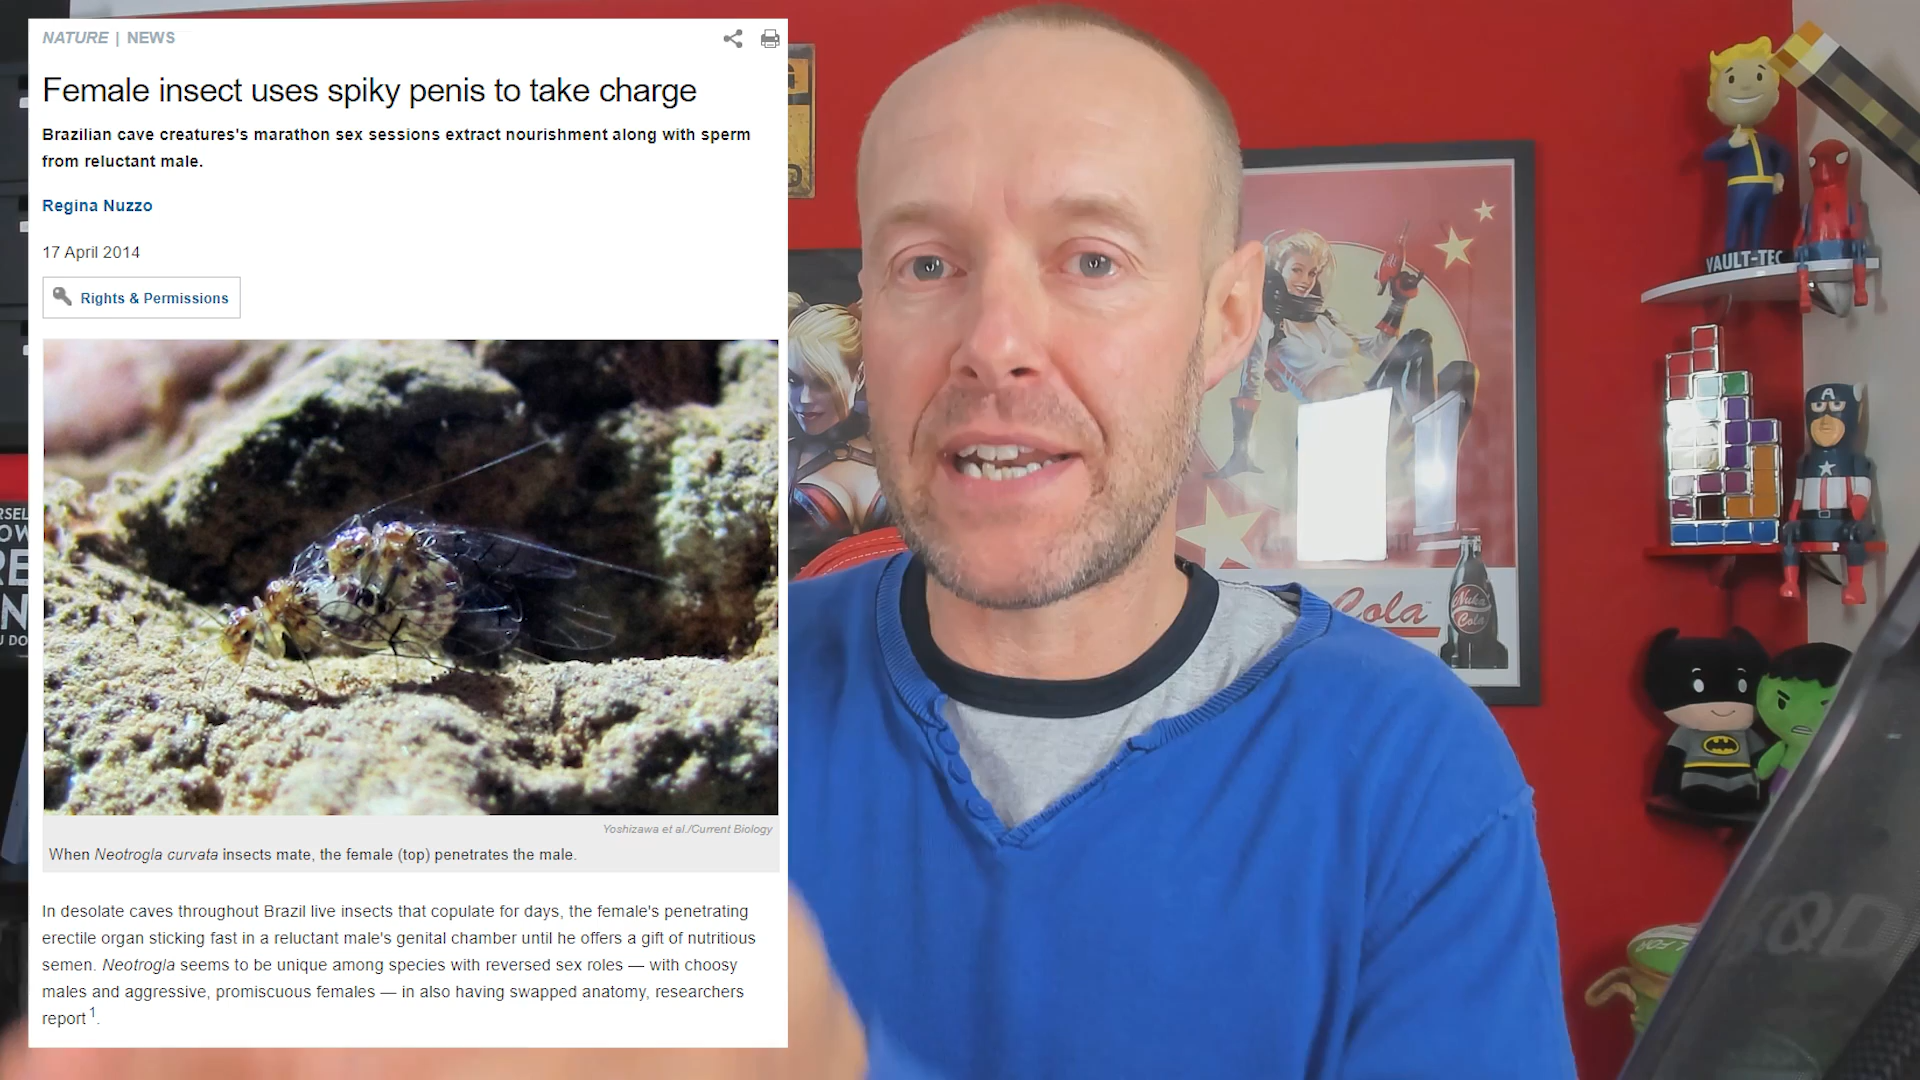 NATURE | NEWS
Female insect uses spiky penis to take charge
Brazilian cave creatures's marathon sex sessions extract nourishment along with sperm
from reluctant male.
Regina Nuzzo
17 April 2014
Rights & Permissions
Yoshizawa et al./Current Biology
When Neotrogla curvata insects mate, the female (top) penetrates the male.
In desolate caves throughout Brazil live insects that copulate for days, the female's penetrating
erectile organ sticking fast in a reluctant male's genital chamber until he offers a gift of nutritious
semen. Neotrogla seems to be unique among species with reversed sex roles — with choosy
males and aggressive, promiscuous females — in also having swapped anatomy, researchers
report 1.
VAULT-TEC
A
Cola
Nuka
Cola